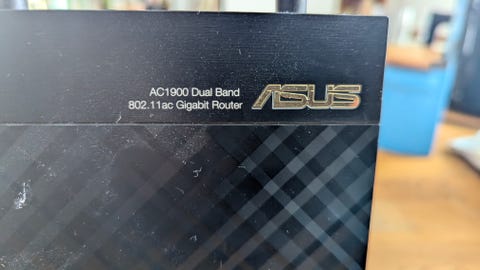 AC1900 Dual Band
802.11ac Gigabit Router
ASUS